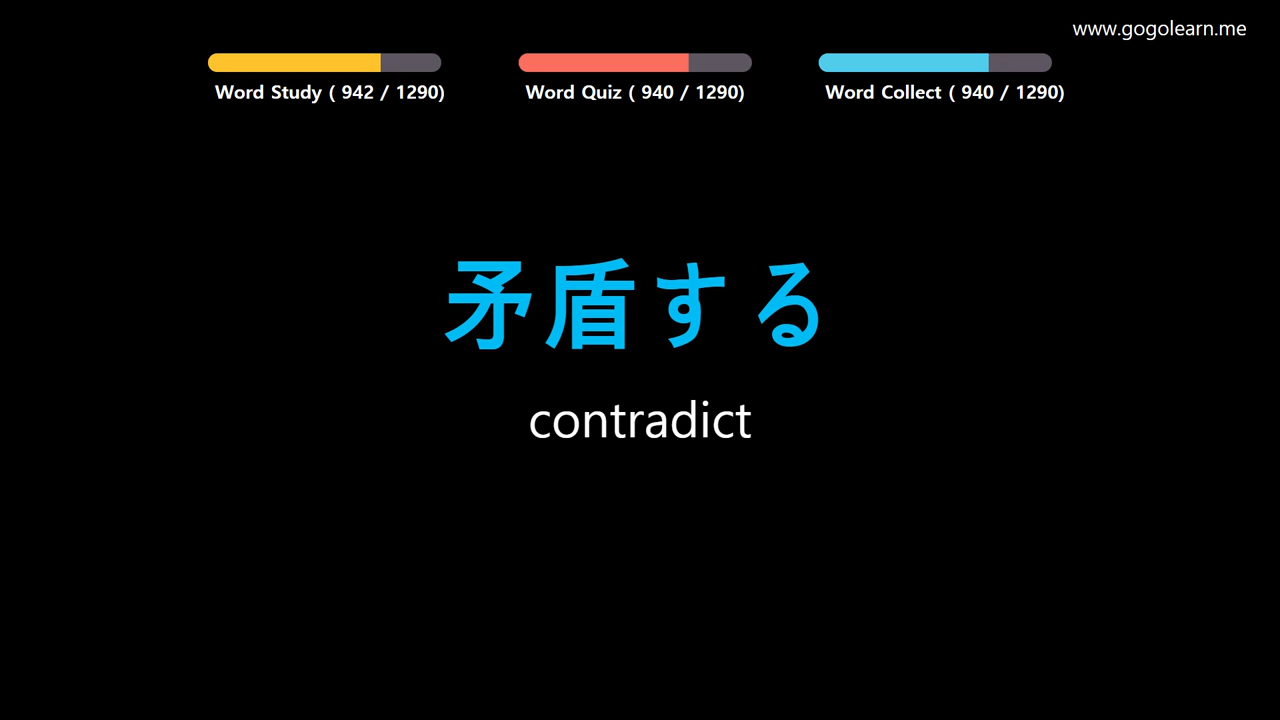 www.gogolearn.me
Word Study ( 942 / 1290)
Word Quiz ( 940 / 1290)
Word Collect ( 940 / 1290)
矛盾する
contradict